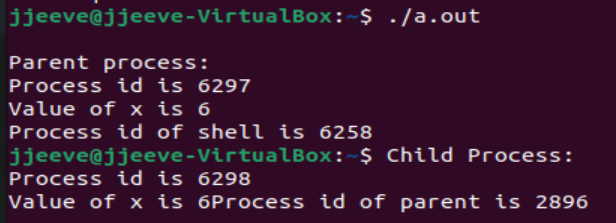 jjeeve@jjeeve-VirtualBox:~$ ./a.out
Parent process:
Process id is 6297
Value of x is 6
Process id of shell is 6258
jjeeve@jjeeve-VirtualBox:~$ Child Process:
Process id is 6298
Value of x is 6Process id of parent is 2896